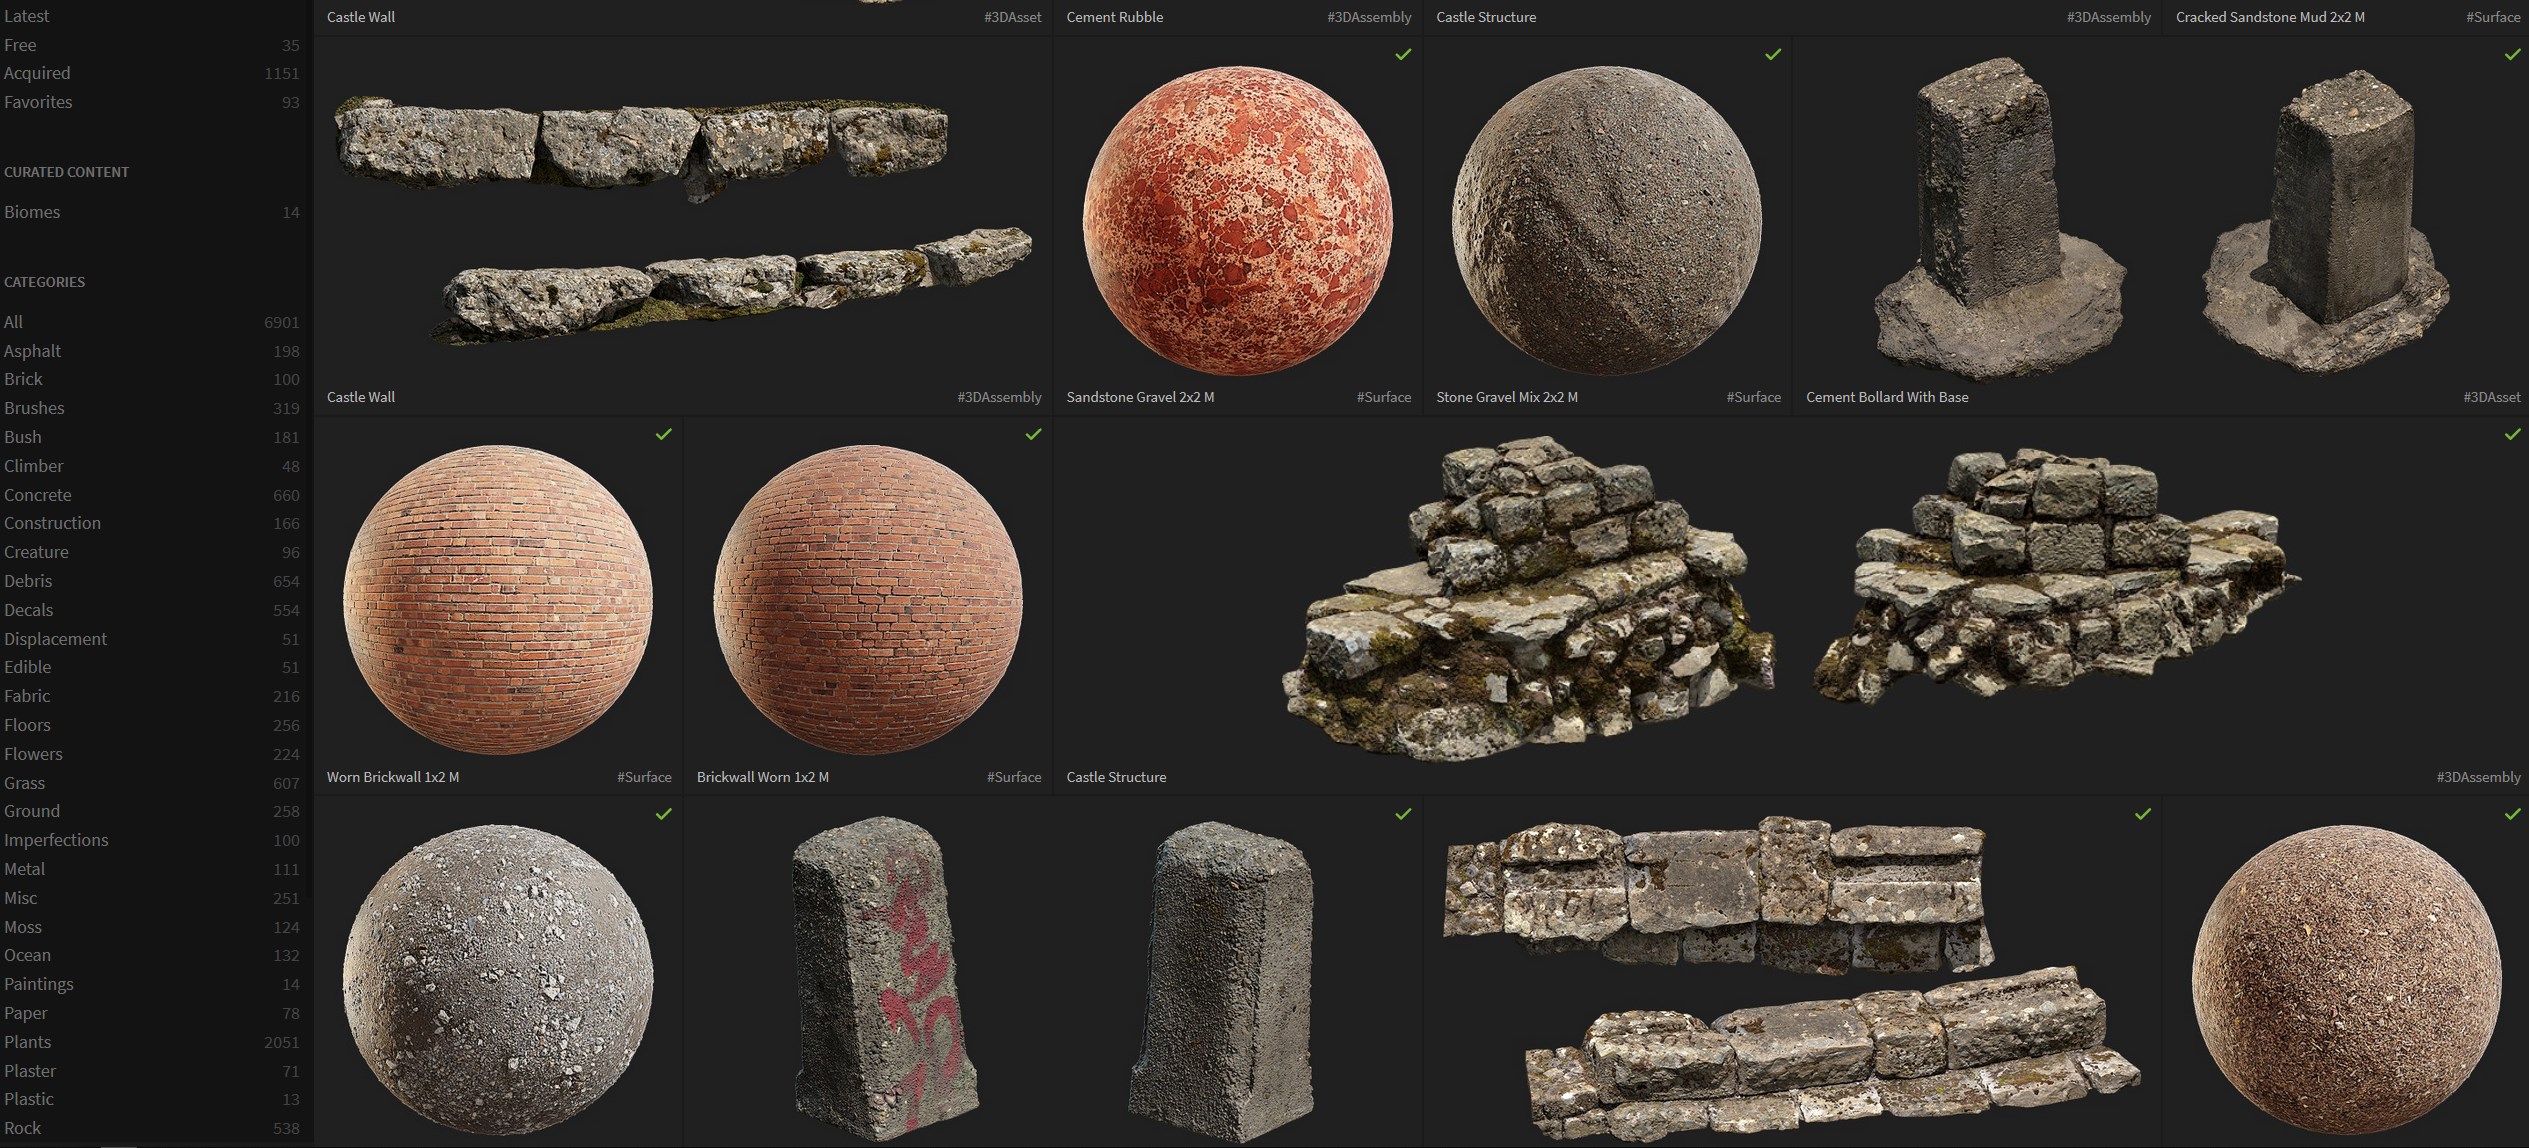 Latest
Free 35
Acquired 1151
Favorites 93
CURATED CONTENT
Biomes 14
CATEGORIES
All 6901
Asphalt 198
Brick 100
Brushes 319
Bush 181
Climber 48
Concrete 660
Construction 166
Creature 96
Debris 654
Decals 554
Displacement 51
Edible 51
Fabric 216
Floors 256
Flowers 224
Grass 607
Ground 258
Imperfections 100
Metal 111
Misc 251
Moss 124
Ocean 132
Paintings 14
Paper 78
Plants 2051
Plaster 71
Plastic 13
Rock 538
Castle Wall #3DAsset
Cement Rubble #3DAssembly
Castle Structure #3DAssembly
Cracked Sandstone Mud 2x2 M #Surface
Castle Wall #3DAssembly
Sandstone Gravel 2x2 M #Surface
Stone Gravel Mix 2x2 M #Surface
Cement Bollard With Base #3DAsset
Worn Brickwall 1x2 M #Surface
Brickwall Worn 1x2 M #Surface
Castle Structure #3DAssembly